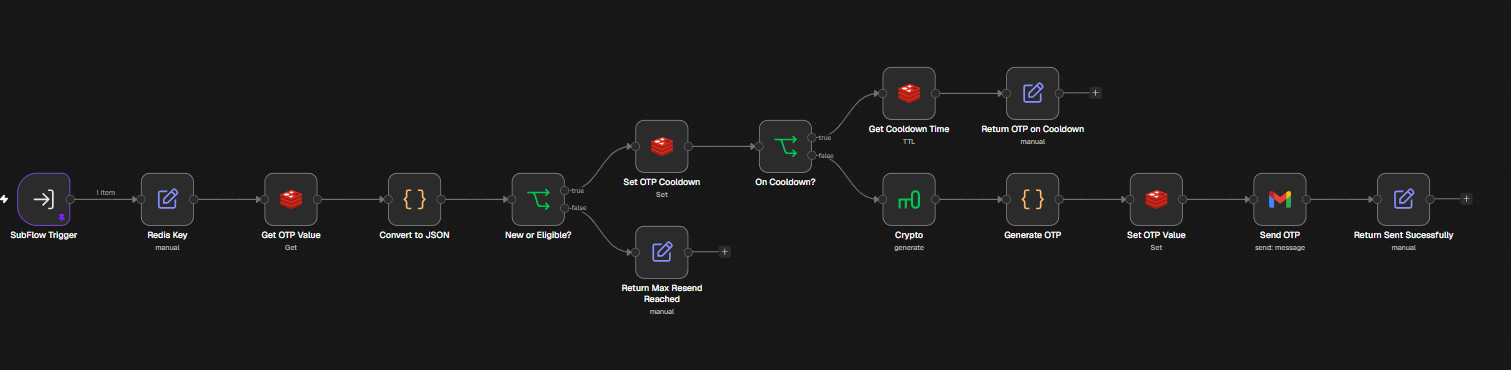 Get Cooldown Time
TTL
Return OTP on Cooldown
manual
true
false
Set OTP Cooldown
Set
On Cooldown?
1 item
true
false
SubFlow Trigger
Redis Key
manual
Get OTP Value
Get
Convert to JSON
New or Eligible?
Crypto
generate
Generate OTP
Set OTP Value
Set
Send OTP
send: message
Return Sent Sucessfully
manual
Return Max Resend
Reached
manual